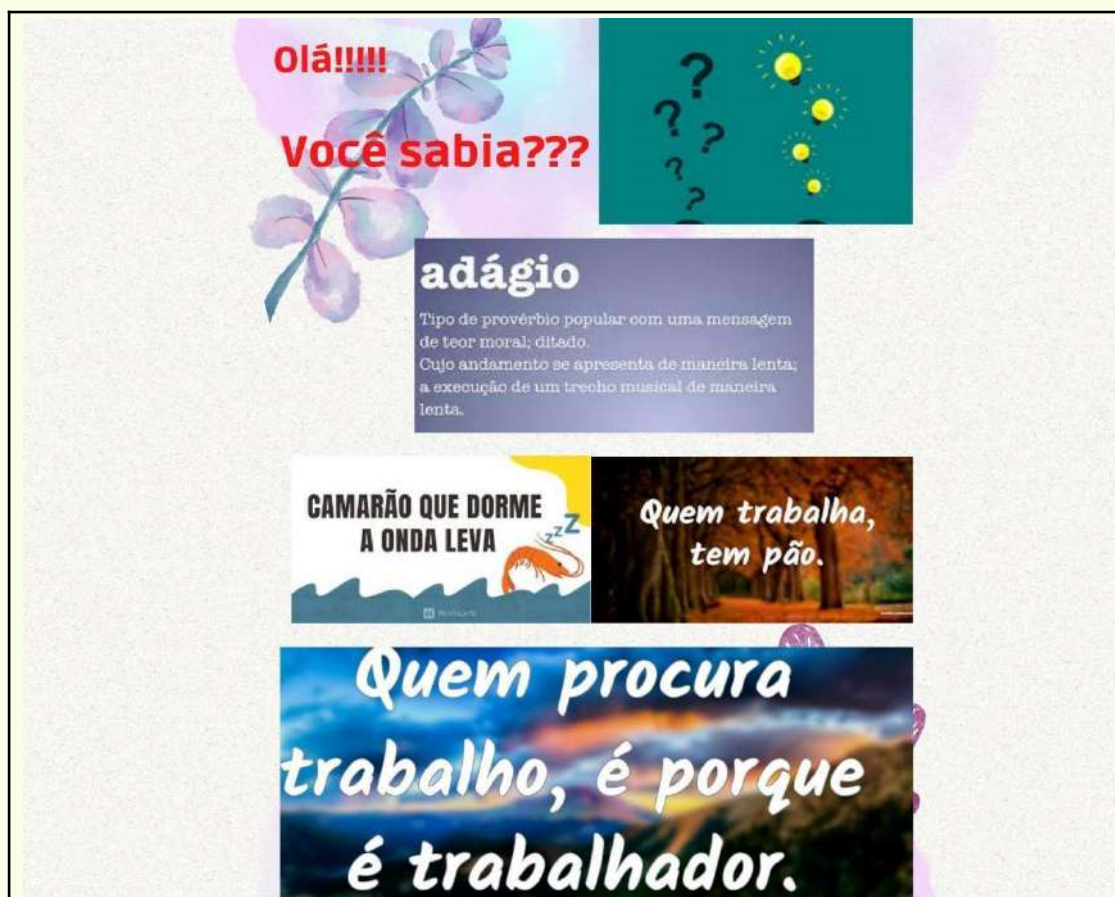 Olá!!!!!
Você sabia???
? ? ? ? ? ?
adágio
Tipo de provérbio popular com uma mensagem
de teor moral; ditado.
Cujo andamento se apresenta de maneira lenta;
a execução de um trecho musical de maneira
lenta.
CAMARÃO QUE DORME
A ONDA LEVA
zzZ
Quem trabalha,
tem pão.
Quem procura
trabalho, é porque
é trabalhador.